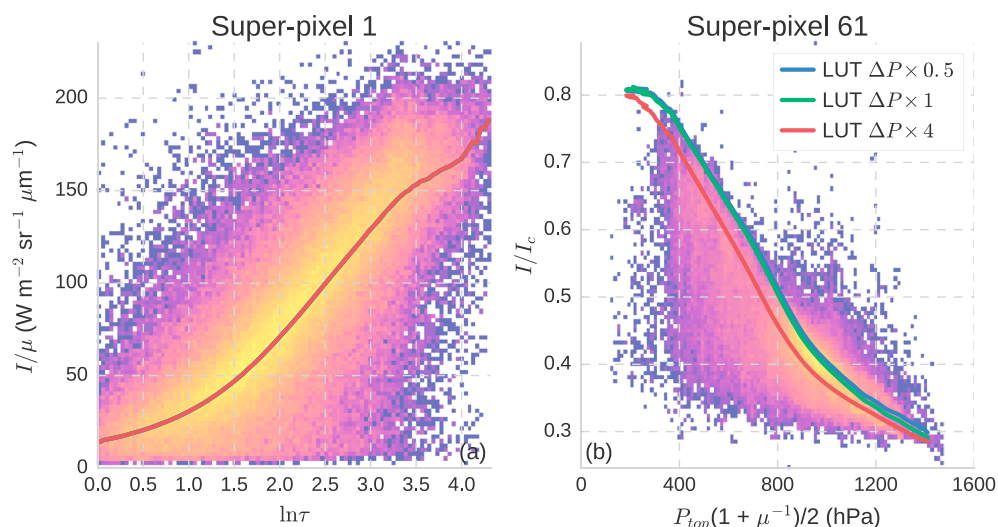 Super-pixel 1
200
150
100
50
0
I/μ (W m⁻² sr⁻¹ μm⁻¹)
0.0 0.5 1.0 1.5 2.0 2.5 3.0 3.5 4.0
lnτ
(a)
Super-pixel 61
LUT ΔP × 0.5
LUT ΔP × 1
LUT ΔP × 4
0.8
0.7
0.6
0.5
0.4
0.3
I/I_c
(b)
0 400 800 1200 1600
P_top(1 + μ⁻¹)/2 (hPa)